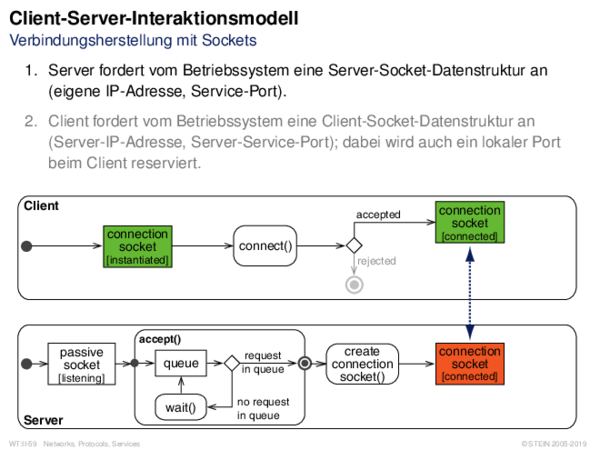 Client-Server-Interaktionsmodell
Verbindungsherstellung mit Sockets
1. Server fordert vom Betriebssystem eine Server-Socket-Datenstruktur an
(eigene IP-Adresse, Service-Port).
2. Client fordert vom Betriebssystem eine Client-Socket-Datenstruktur an
(Server-IP-Adresse, Server-Service-Port); dabei wird auch ein lokaler Port
beim Client reserviert.
Client
connection
socket
[instantiated]
connect()
accepted
rejected
connection
socket
[connected]
accept()
passive
socket
[listening]
queue
request
in queue
wait()
no request
in queue
create
connection
socket()
connection
socket
[connected]
Server
WT:II-59 Networks, Protocols, Services
© STEIN 2005-2019